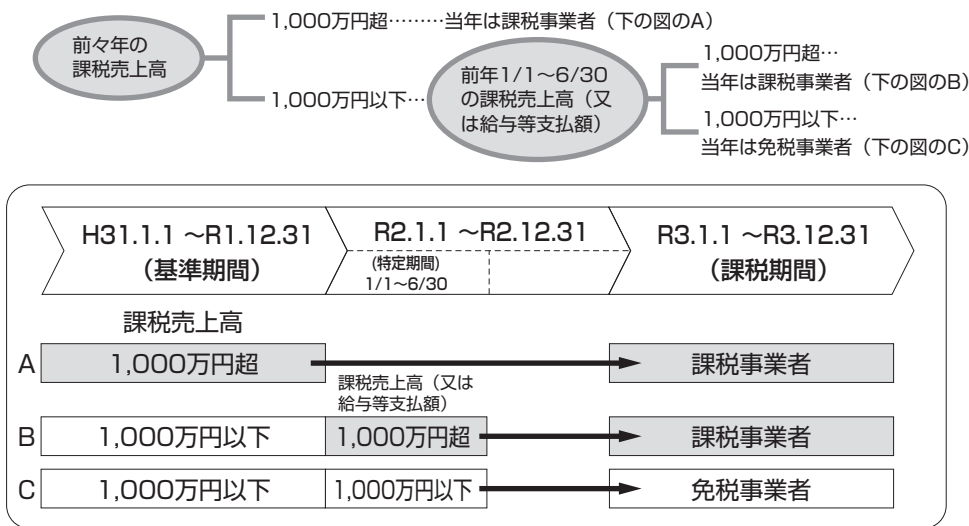 前々年の
課税売上高
1,000万円超………当年は課税事業者（下の図のA）
1,000万円以下…
前年1/1～6/30
の課税売上高（又
は給与等支払額）
1,000万円超…
当年は課税事業者（下の図のB）
1,000万円以下…
当年は免税事業者（下の図のC）
H31.1.1 ～R1.12.31
（基準期間）
R2.1.1 ～R2.12.31
(特定期間)
1/1～6/30
R3.1.1 ～R3.12.31
（課税期間）
課税売上高
A 1,000万円超 課税事業者
課税売上高（又は
給与等支払額）
B 1,000万円以下 1,000万円超 課税事業者
C 1,000万円以下 1,000万円以下 免税事業者